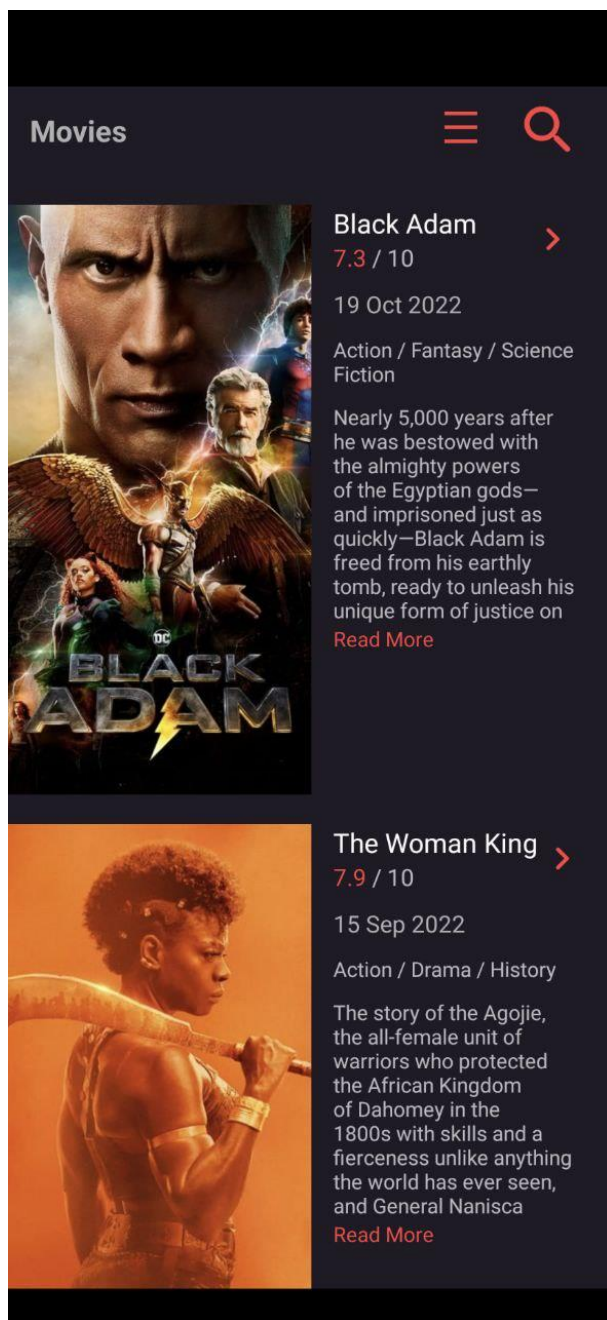 Movies
Black Adam
7.3 / 10
19 Oct 2022
Action / Fantasy / Science
Fiction
Nearly 5,000 years after
he was bestowed with
the almighty powers
of the Egyptian gods—
and imprisoned just as
quickly—Black Adam is
freed from his earthly
tomb, ready to unleash his
unique form of justice on
Read More
DC
BLACK
ADAM
The Woman King
7.9 / 10
15 Sep 2022
Action / Drama / History
The story of the Agojie,
the all-female unit of
warriors who protected
the African Kingdom
of Dahomey in the
1800s with skills and a
fierceness unlike anything
the world has ever seen,
and General Nanisca
Read More